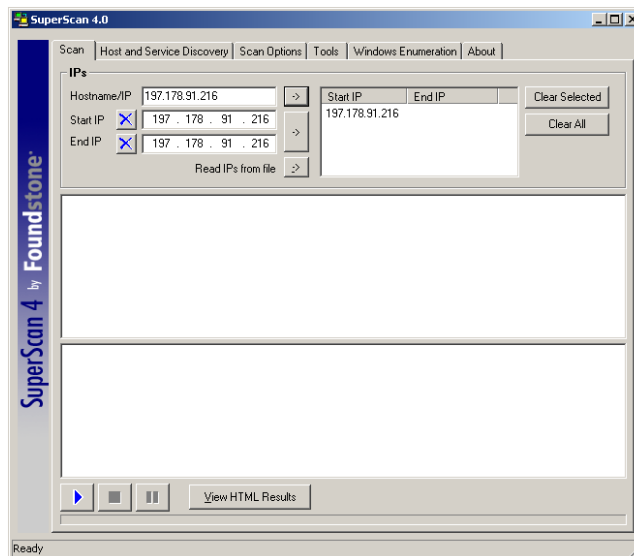 SuperScan 4.0
Scan Host and Service Discovery Scan Options Tools Windows Enumeration About
IPs
Hostname/IP 197.178.91.216 -> Start IP End IP Clear Selected
Start IP 197 . 178 . 91 . 216 -> 197.178.91.216 Clear All
End IP 197 . 178 . 91 . 216
Read IPs from file ->
SuperScan 4 by Foundstone
View HTML Results
Ready